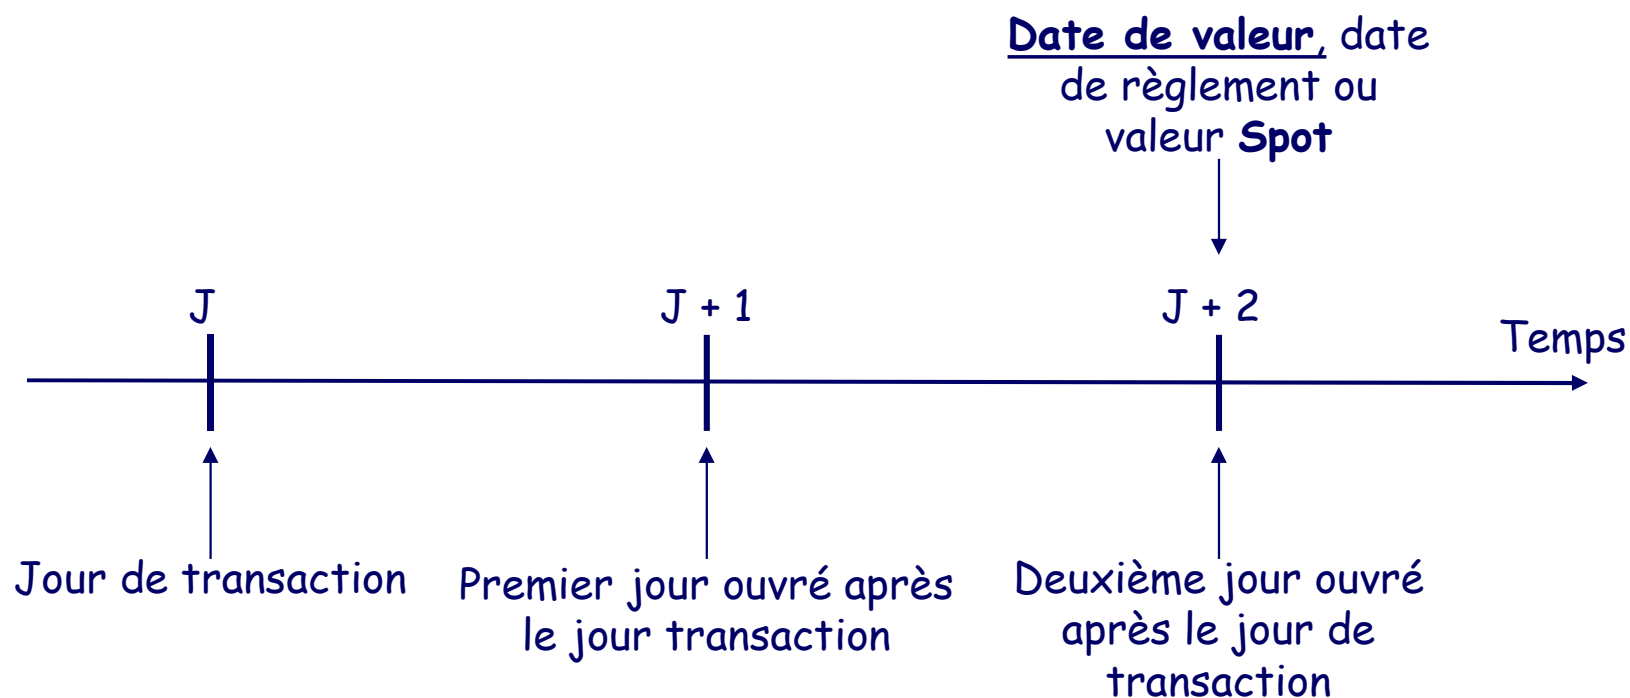 Date de valeur, date
de règlement ou
valeur Spot
J
J + 1
J + 2
Temps
Jour de transaction
Premier jour ouvré après
le jour transaction
Deuxième jour ouvré
après le jour de
transaction